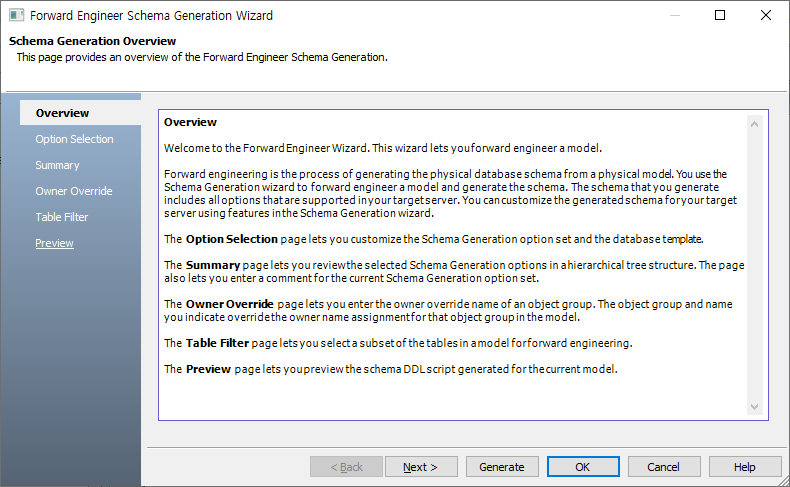 Forward Engineer Schema Generation Wizard
Schema Generation Overview
This page provides an overview of the Forward Engineer Schema Generation.
Overview
Option Selection
Summary
Owner Override
Table Filter
Preview
Overview
Welcome to the Forward Engineer Wizard. This wizard lets you forward engineer a model.
Forward engineering is the process of generating the physical database schema from a physical model. You use the
Schema Generation wizard to forward engineer a model and generate the schema. The schema that you generate
includes all options that are supported in your target server. You can customize the generated schema for your target
server using features in the Schema Generation wizard.
The Option Selection page lets you customize the Schema Generation option set and the database template.
The Summary page lets you review the selected Schema Generation options in a hierarchical tree structure. The page
also lets you enter a comment for the current Schema Generation option set.
The Owner Override page lets you enter the owner override name of an object group. The object group and name
you indicate override the owner name assignment for that object group in the model.
The Table Filter page lets you select a subset of the tables in a model for forward engineering.
The Preview page lets you preview the schema DDL script generated for the current model.
< Back
Next >
Generate
OK
Cancel
Help